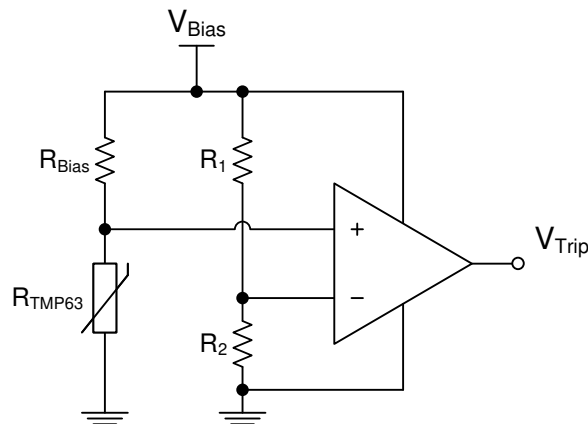 VBias
RBias
R1
+
VTrip
RTMP63
−
R2